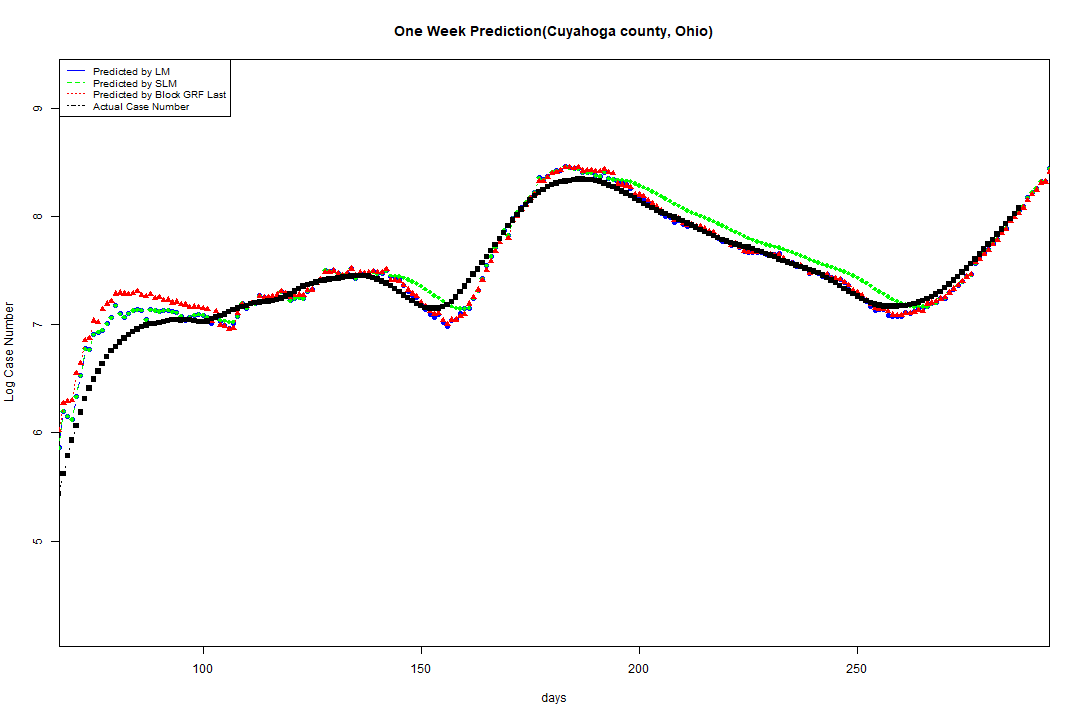 One Week Prediction(Cuyahoga county, Ohio)
Predicted by LM
Predicted by SLM
Predicted by Block GRF Last
Actual Case Number
9
8
7
6
5
Log Case Number
100 150 200 250
days